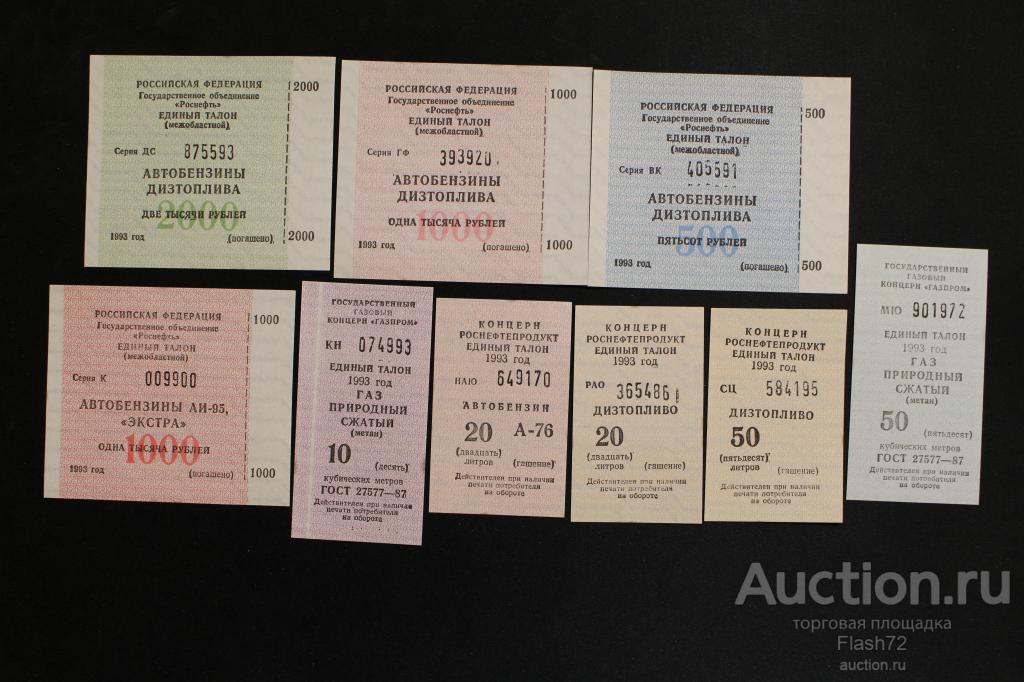 РОССИЙСКАЯ ФЕДЕРАЦИЯ
Государственное объединение
«Роснефть»
ЕДИНЫЙ ТАЛОН
(межобластной)
Серия ДС 875593
АВТОБЕНЗИНЫ
ДИЗТОПЛИВА
2000
ДВЕ ТЫСЯЧИ РУБЛЕЙ
1993 год (погашено)
2000
2000
РОССИЙСКАЯ ФЕДЕРАЦИЯ
Государственное объединение
«Роснефть»
ЕДИНЫЙ ТАЛОН
(межобластной)
Серия ГФ 393920
АВТОБЕНЗИНЫ
ДИЗТОПЛИВА
1000
ОДНА ТЫСЯЧА РУБЛЕЙ
1993 год (погашено)
1000
1000
РОССИЙСКАЯ ФЕДЕРАЦИЯ
Государственное объединение
«Роснефть»
ЕДИНЫЙ ТАЛОН
(межобластной)
Серия ВК 405591
АВТОБЕНЗИНЫ
ДИЗТОПЛИВА
500
ПЯТЬСОТ РУБЛЕЙ
1993 год (погашено)
500
500
РОССИЙСКАЯ ФЕДЕРАЦИЯ
Государственное объединение
«Роснефть»
ЕДИНЫЙ ТАЛОН
(межобластной)
Серия К 009900
АВТОБЕНЗИНЫ АИ-95,
«ЭКСТРА»
1000
ОДНА ТЫСЯЧА РУБЛЕЙ
1993 год (погашено)
1000
1000
ГОСУДАРСТВЕННЫЙ
ГАЗОВЫЙ
КОНЦЕРН «ГАЗПРОМ»
КН 074993
ЕДИНЫЙ ТАЛОН
1993 год
ГАЗ
ПРИРОДНЫЙ
СЖАТЫЙ
(метан)
10 (десять)
кубических метров
ГОСТ 27577—87
Действителен при наличии
печати потребителя
на обороте
КОНЦЕРН
РОСНЕФТЕПРОДУКТ
ЕДИНЫЙ ТАЛОН
1993 год
НАЮ 649170
АВТОБЕНЗИН
20 А-76
(двадцать)
литров (гашение)
Действителен при наличии
печати потребителя
на обороте
КОНЦЕРН
РОСНЕФТЕПРОДУКТ
ЕДИНЫЙ ТАЛОН
1993 год
РАО 365486
ДИЗТОПЛИВО
20
(двадцать)
литров (гашение)
Действителен при наличии
печати потребителя
на обороте
КОНЦЕРН
РОСНЕФТЕПРОДУКТ
ЕДИНЫЙ ТАЛОН
1993 год
СЦ 584195
ДИЗТОПЛИВО
50
(пятьдесят)
литров (гашение)
Действителен при наличии
печати потребителя
на обороте
ГОСУДАРСТВЕННЫЙ
ГАЗОВЫЙ
КОНЦЕРН «ГАЗПРОМ»
МЮ 901972
ЕДИНЫЙ ТАЛОН
1993 год
ГАЗ
ПРИРОДНЫЙ
СЖАТЫЙ
(метан)
50 (пятьдесят)
кубических метров
ГОСТ 27577—87
Действителен при наличии
печати потребителя
на обороте
Auction.ru
торговая площадка
Flash72
auction.ru